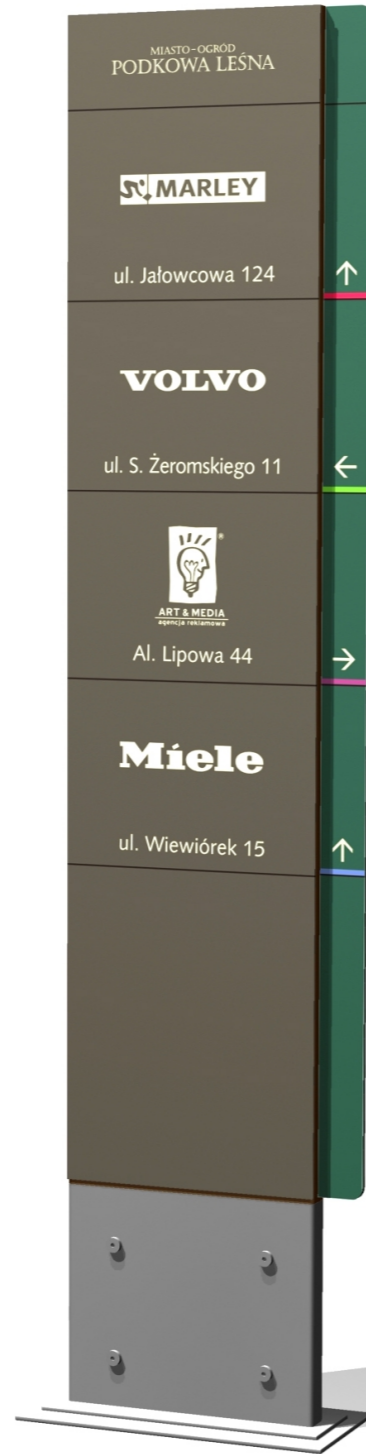 MIASTO-OGRÓD
PODKOWA LEŚNA
MARLEY
ul. Jałowcowa 124 ↑
VOLVO
ul. S. Żeromskiego 11 ←
®
ART & MEDIA
agencja reklamowa
Al. Lipowa 44 →
Miele
ul. Wiewiórek 15 ↑